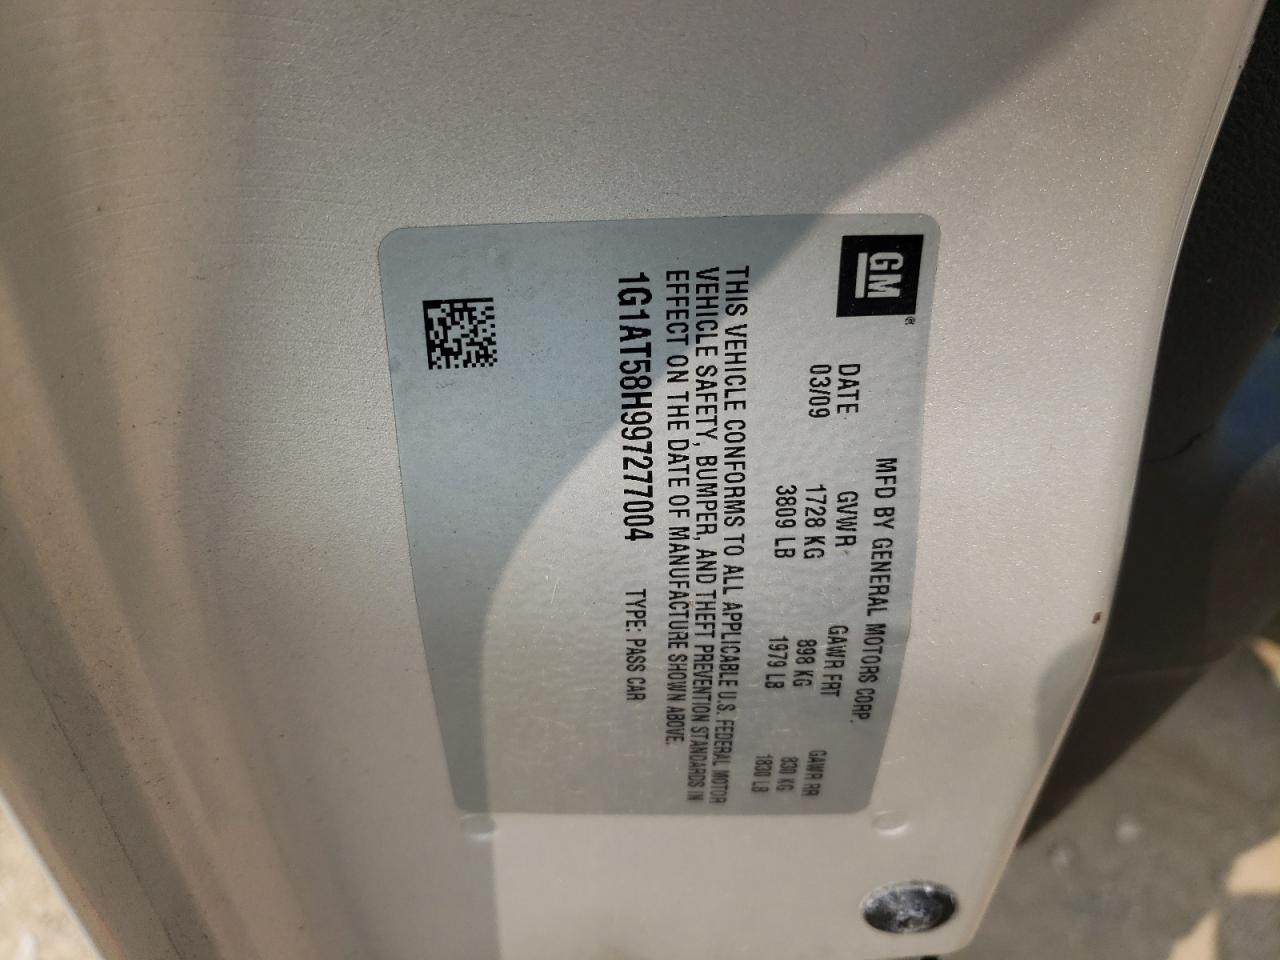 GM®
MFD BY GENERAL MOTORS CORP.
DATE GVWR GAWR FRT GAWR RR
03/09 1728 KG 898 KG 830 KG
3809 LB 1979 LB 1830 LB
THIS VEHICLE CONFORMS TO ALL APPLICABLE U.S. FEDERAL MOTOR
VEHICLE SAFETY, BUMPER, AND THEFT PREVENTION STANDARDS IN
EFFECT ON THE DATE OF MANUFACTURE SHOWN ABOVE.
1G1AT58H997277004 TYPE: PASS CAR